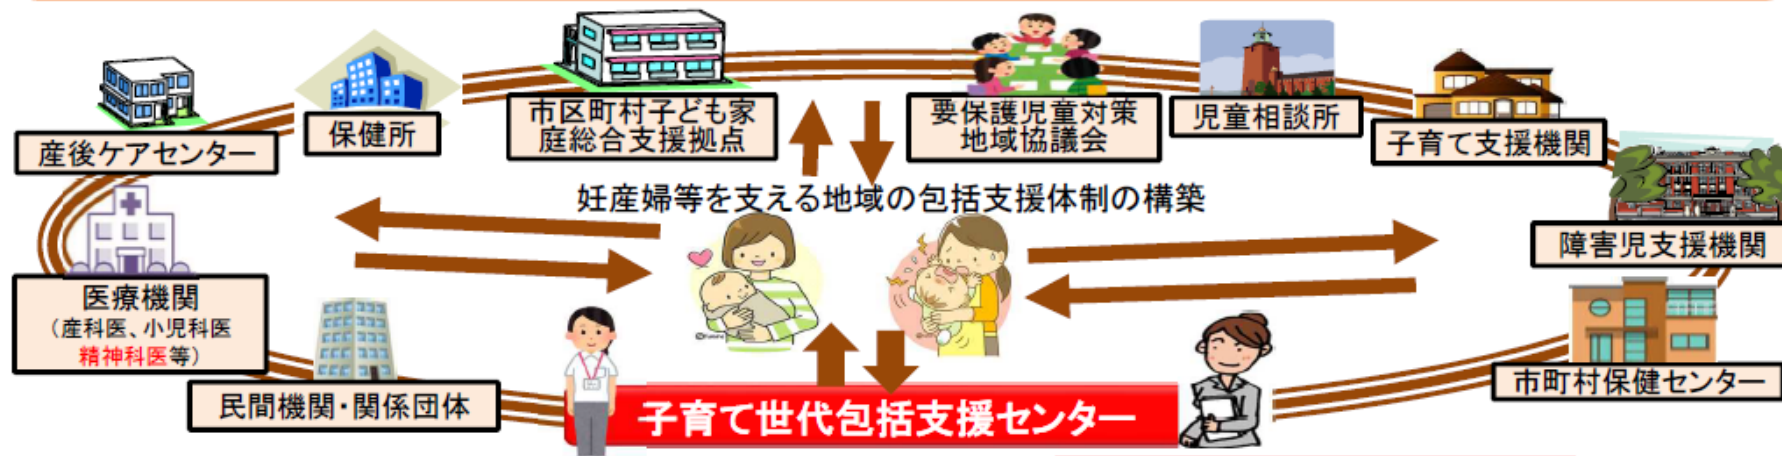 市区町村子ども家
庭総合支援拠点
要保護児童対策
地域協議会
児童相談所
保健所
産後ケアセンター
子育て支援機関
妊産婦等を支える地域の包括支援体制の構築
障害児支援機関
医療機関
（産科医、小児科医
精神科医等）
市町村保健センター
民間機関・関係団体
子育て世代包括支援センター